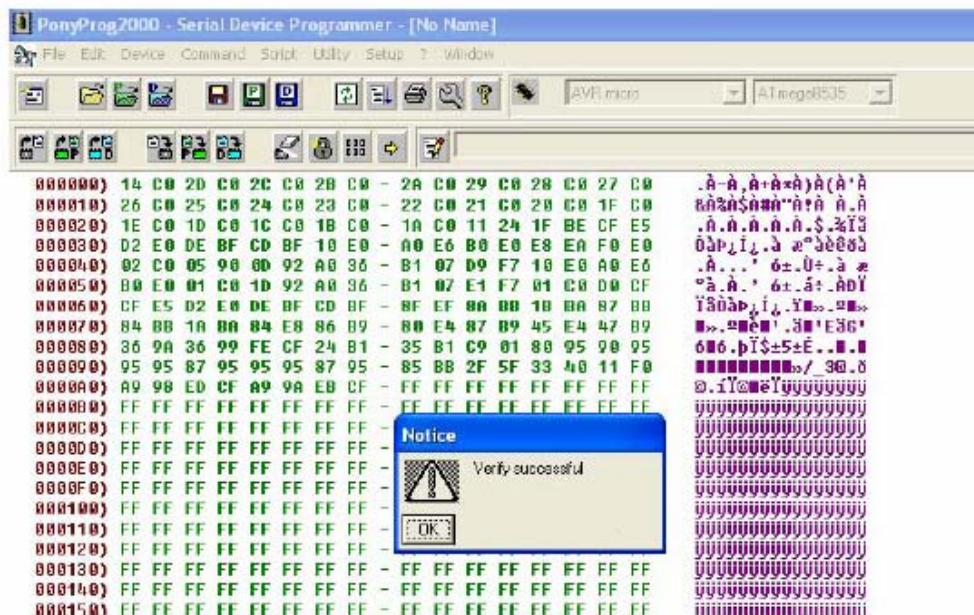 PonyProg2000 - Serial Device Programmer - [No Name]
File Edit Device Command Script Utility Setup ? Window
AVR micro ATmega8535
000000) 14 C0 2D C0 2C C0 2B C0 - 2A C0 29 C0 28 C0 27 C0
000010) 26 C0 25 C0 24 C0 23 C0 - 22 C0 21 C0 20 C0 1F C0
000020) 1E C0 1D C0 1C C0 1B C0 - 1A C0 11 24 1F BE CF E5
000030) D2 E0 DE BF CD BF 10 E0 - A0 E6 B0 E0 E8 EA F0 E0
000040) 02 C0 05 90 0D 92 A0 36 - B1 07 D9 F7 10 E0 A0 E6
000050) B0 E0 01 C0 1D 92 A0 36 - B1 07 E1 F7 01 C0 D0 CF
000060) CF E5 D2 E0 DE BF CD BF - 8F EF 8A BB 1B BA 87 BB
000070) 84 BB 1A BA 84 E8 86 B9 - 80 E4 87 B9 45 E4 47 B9
000080) 36 9A 36 99 FE CF 24 B1 - 35 B1 C9 01 80 95 90 95
000090) 95 95 87 95 95 95 87 95 - 85 BB 2F 5F 33 40 11 F0
0000A0) A9 98 ED CF A9 9A EB CF - FF FF FF FF FF FF FF FF
0000B0) FF FF FF FF FF FF FF FF - FF FF FF FF FF FF FF FF
0000C0) FF FF FF FF FF FF FF FF -
0000D0) FF FF FF FF FF FF FF FF -
0000E0) FF FF FF FF FF FF FF FF -
0000F0) FF FF FF FF FF FF FF FF -
000100) FF FF FF FF FF FF FF FF -
000110) FF FF FF FF FF FF FF FF -
000120) FF FF FF FF FF FF FF FF -
000130) FF FF FF FF FF FF FF FF - FF FF FF FF FF FF FF FF
000140) FF FF FF FF FF FF FF FF - FF FF FF FF FF FF FF FF
000150) FF FF FF FF FF FF FF FF - FF FF FF FF FF FF FF FF
Notice
Verify successful
OK